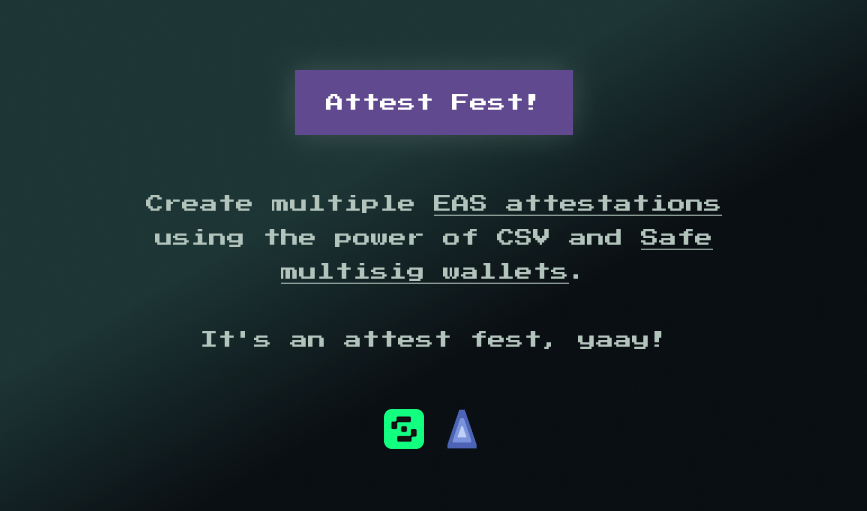 Attest Fest!
Create multiple EAS attestations
using the power of CSV and Safe
multisig wallets.
It's an attest fest, yaay!